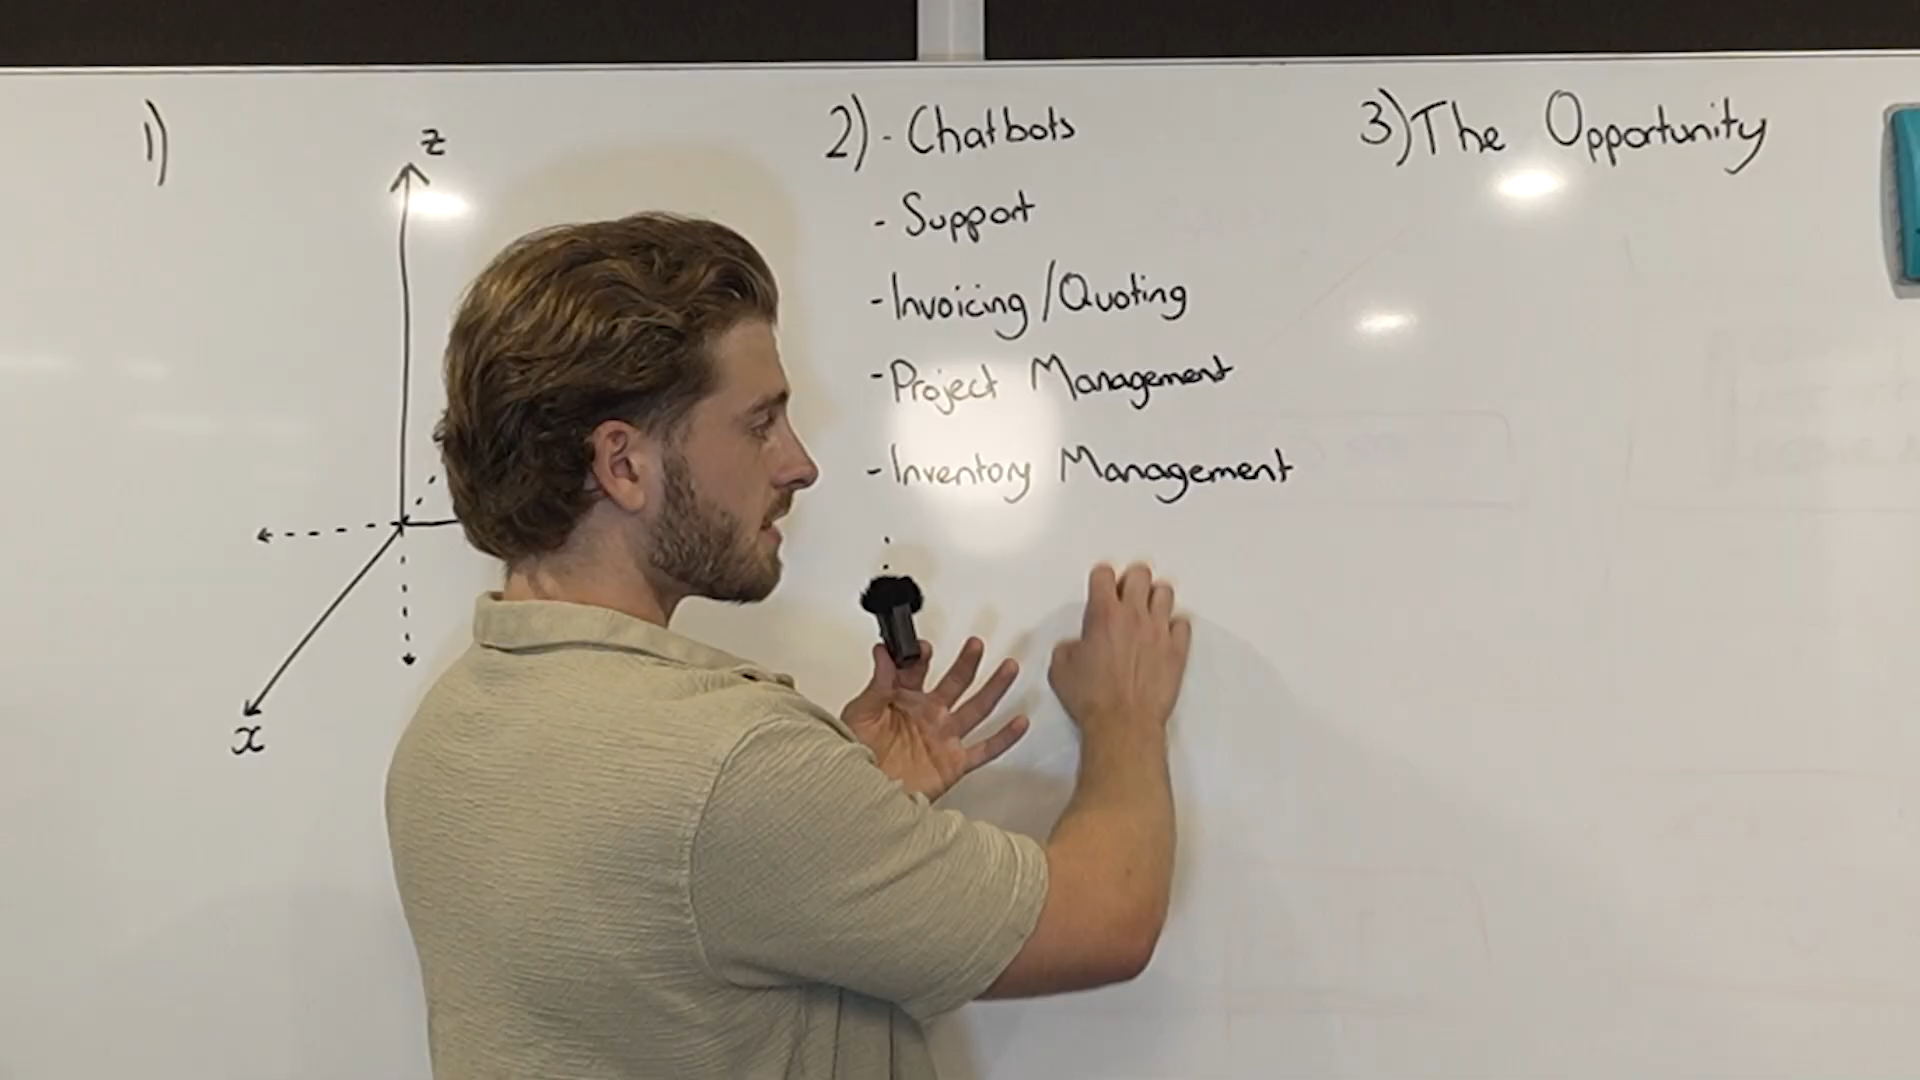 1)
z
x
2) - Chatbots
- Support
- Invoicing / Quoting
- Project Management
- Inventory Management
3) The Opportunity